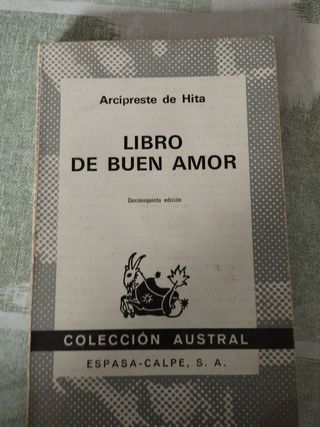 Arcipreste de Hita
LIBRO
DE BUEN AMOR
Decimoquinta edición
COLECCIÓN AUSTRAL
ESPASA-CALPE, S. A.